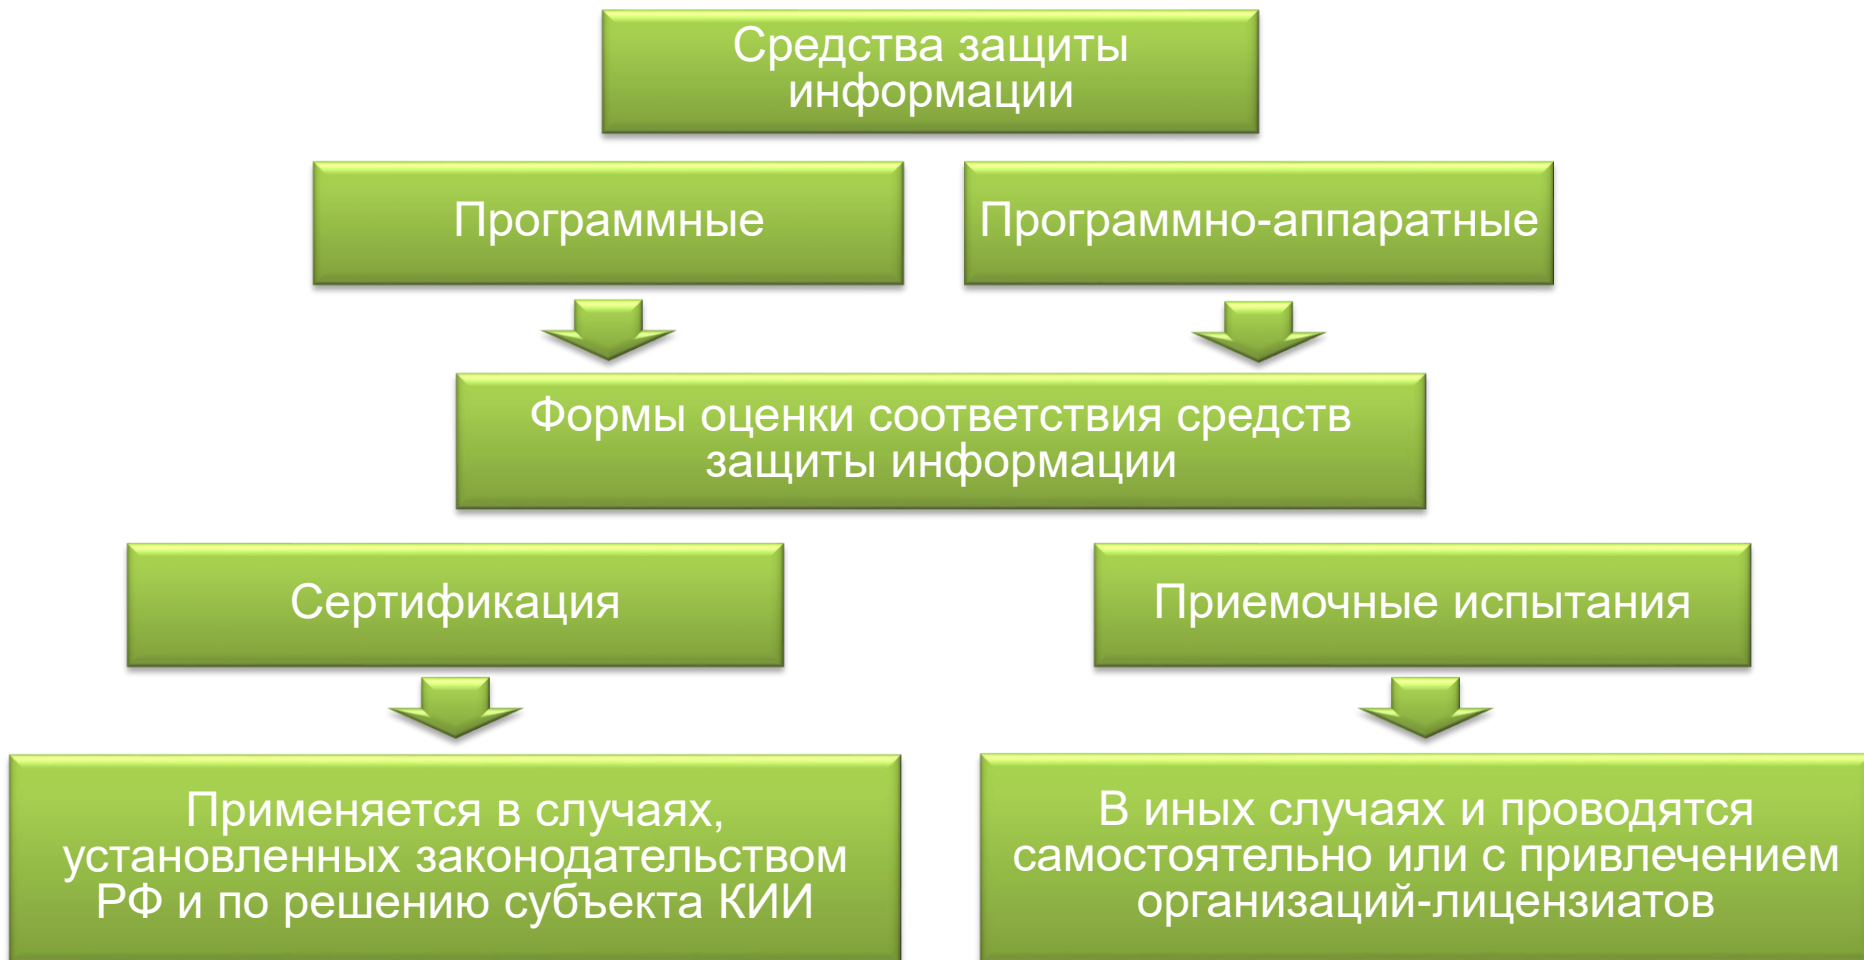 Средства защиты
информации
Программные
Программно-аппаратные
Формы оценки соответствия средств
защиты информации
Сертификация
Приемочные испытания
Применяется в случаях,
установленных законодательством
РФ и по решению субъекта КИИ
В иных случаях и проводятся
самостоятельно или с привлечением
организаций-лицензиатов